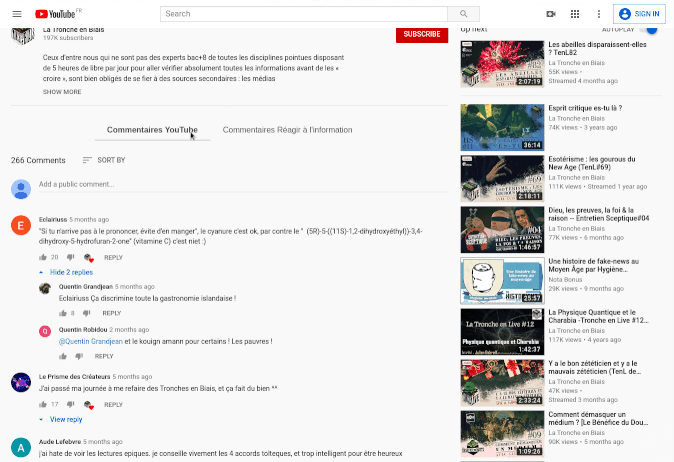 YouTube FR
Search
SIGN IN
La Tronche en Biais
197K subscribers
SUBSCRIBE
Ceux d'entre nous qui ne sont pas des experts bac+8 de toutes les disciplines pointues disposant
de 5 heures de libre par jour pour aller vérifier absolument toutes les informations avant de les «
croire », sont bien obligés de se fier à des sources secondaires : les médias
SHOW MORE
Commentaires YouTube
Commentaires Réagir à l'information
266 Comments
SORT BY
Add a public comment...
Eclairiuss 5 months ago
"Si tu n'arrive pas à le prononcer, évite d'en manger", le cyanure c'est ok, par contre le " (5R)-5-((11S)-1,2-dihydroxyéthyl))-3,4-
dihydroxy-5-hydrofuran-2-one" (vitamine C) c'est niet :)
20
REPLY
Hide 2 replies
Quentin Grandjean 5 months ago
Eclairiuss Ça discrimine toute la gastronomie islandaise !
8
REPLY
Quentin Robidou 2 months ago
@Quentin Grandjean et le kouign amann pour certains ! Les pauvres !
REPLY
Le Prisme des Créateurs 5 months ago
J'ai passé ma journée à me refaire des Tronches en Biais, et ça fait du bien ^^
17
REPLY
View reply
Aude Lefebvre 5 months ago
j'ai hate de voir les lectures epiques. je conseille vivement les 4 accords tolteques, et trop intelligent pour être heureux
Up next
AUTOPLAY
Les abeilles disparaissent-elles
? TenL82
La Tronche en Biais
55K views •
Streamed 4 months ago
2:07:19
Esprit critique es-tu là ?
La Tronche en Biais
74K views • 3 years ago
36:14
Esotérisme : les gourous du
New Age (TenL#69)
La Tronche en Biais
111K views • Streamed 1 year ago
2:18:11
Dieu, les preuves, la foi & la
raison -- Entretien Sceptique#04
La Tronche en Biais
77K views • 6 months ago
1:46:57
Une histoire de fake-news au
Moyen Âge par Hygiène...
Nota Bonus
29K views • 9 months ago
25:57
La Physique Quantique et le
Charabia -Tronche en Live #12...
La Tronche en Biais
117K views • 4 years ago
La Tronche en Live #12
Physique quantique et Charabia
1:42:37
Y a le bon zététicien et y a le
mauvais zététicien (TenL de...
La Tronche en Biais
47K views •
Streamed 3 months ago
2:33:24
Comment démasquer un
médium ? [Le Bénéfice du Dou...
La Tronche en Biais
90K views • 5 months ago
1:09:26